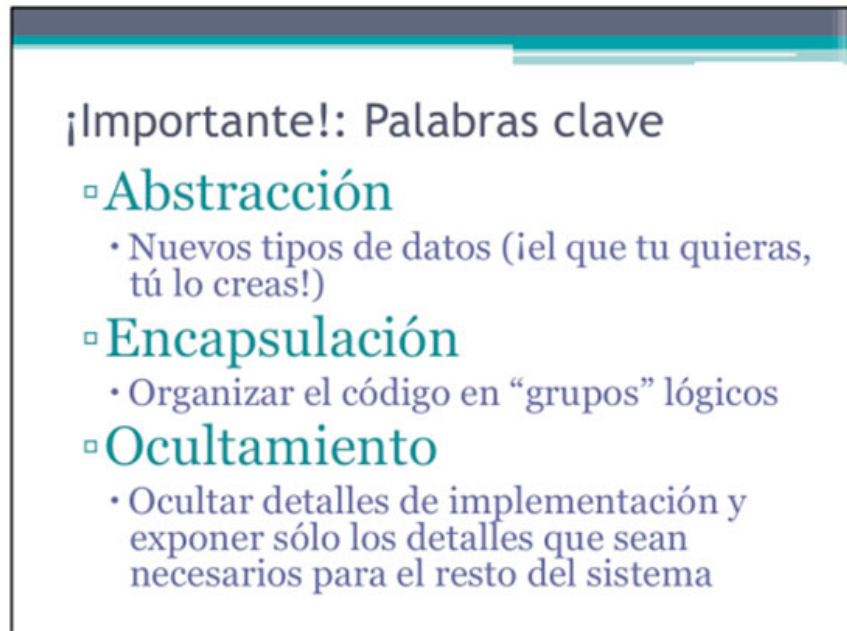 ¡Importante!: Palabras clave
Abstracción
Nuevos tipos de datos (¡el que tu quieras,
tú lo creas!)
Encapsulación
Organizar el código en “grupos” lógicos
Ocultamiento
Ocultar detalles de implementación y
exponer sólo los detalles que sean
necesarios para el resto del sistema